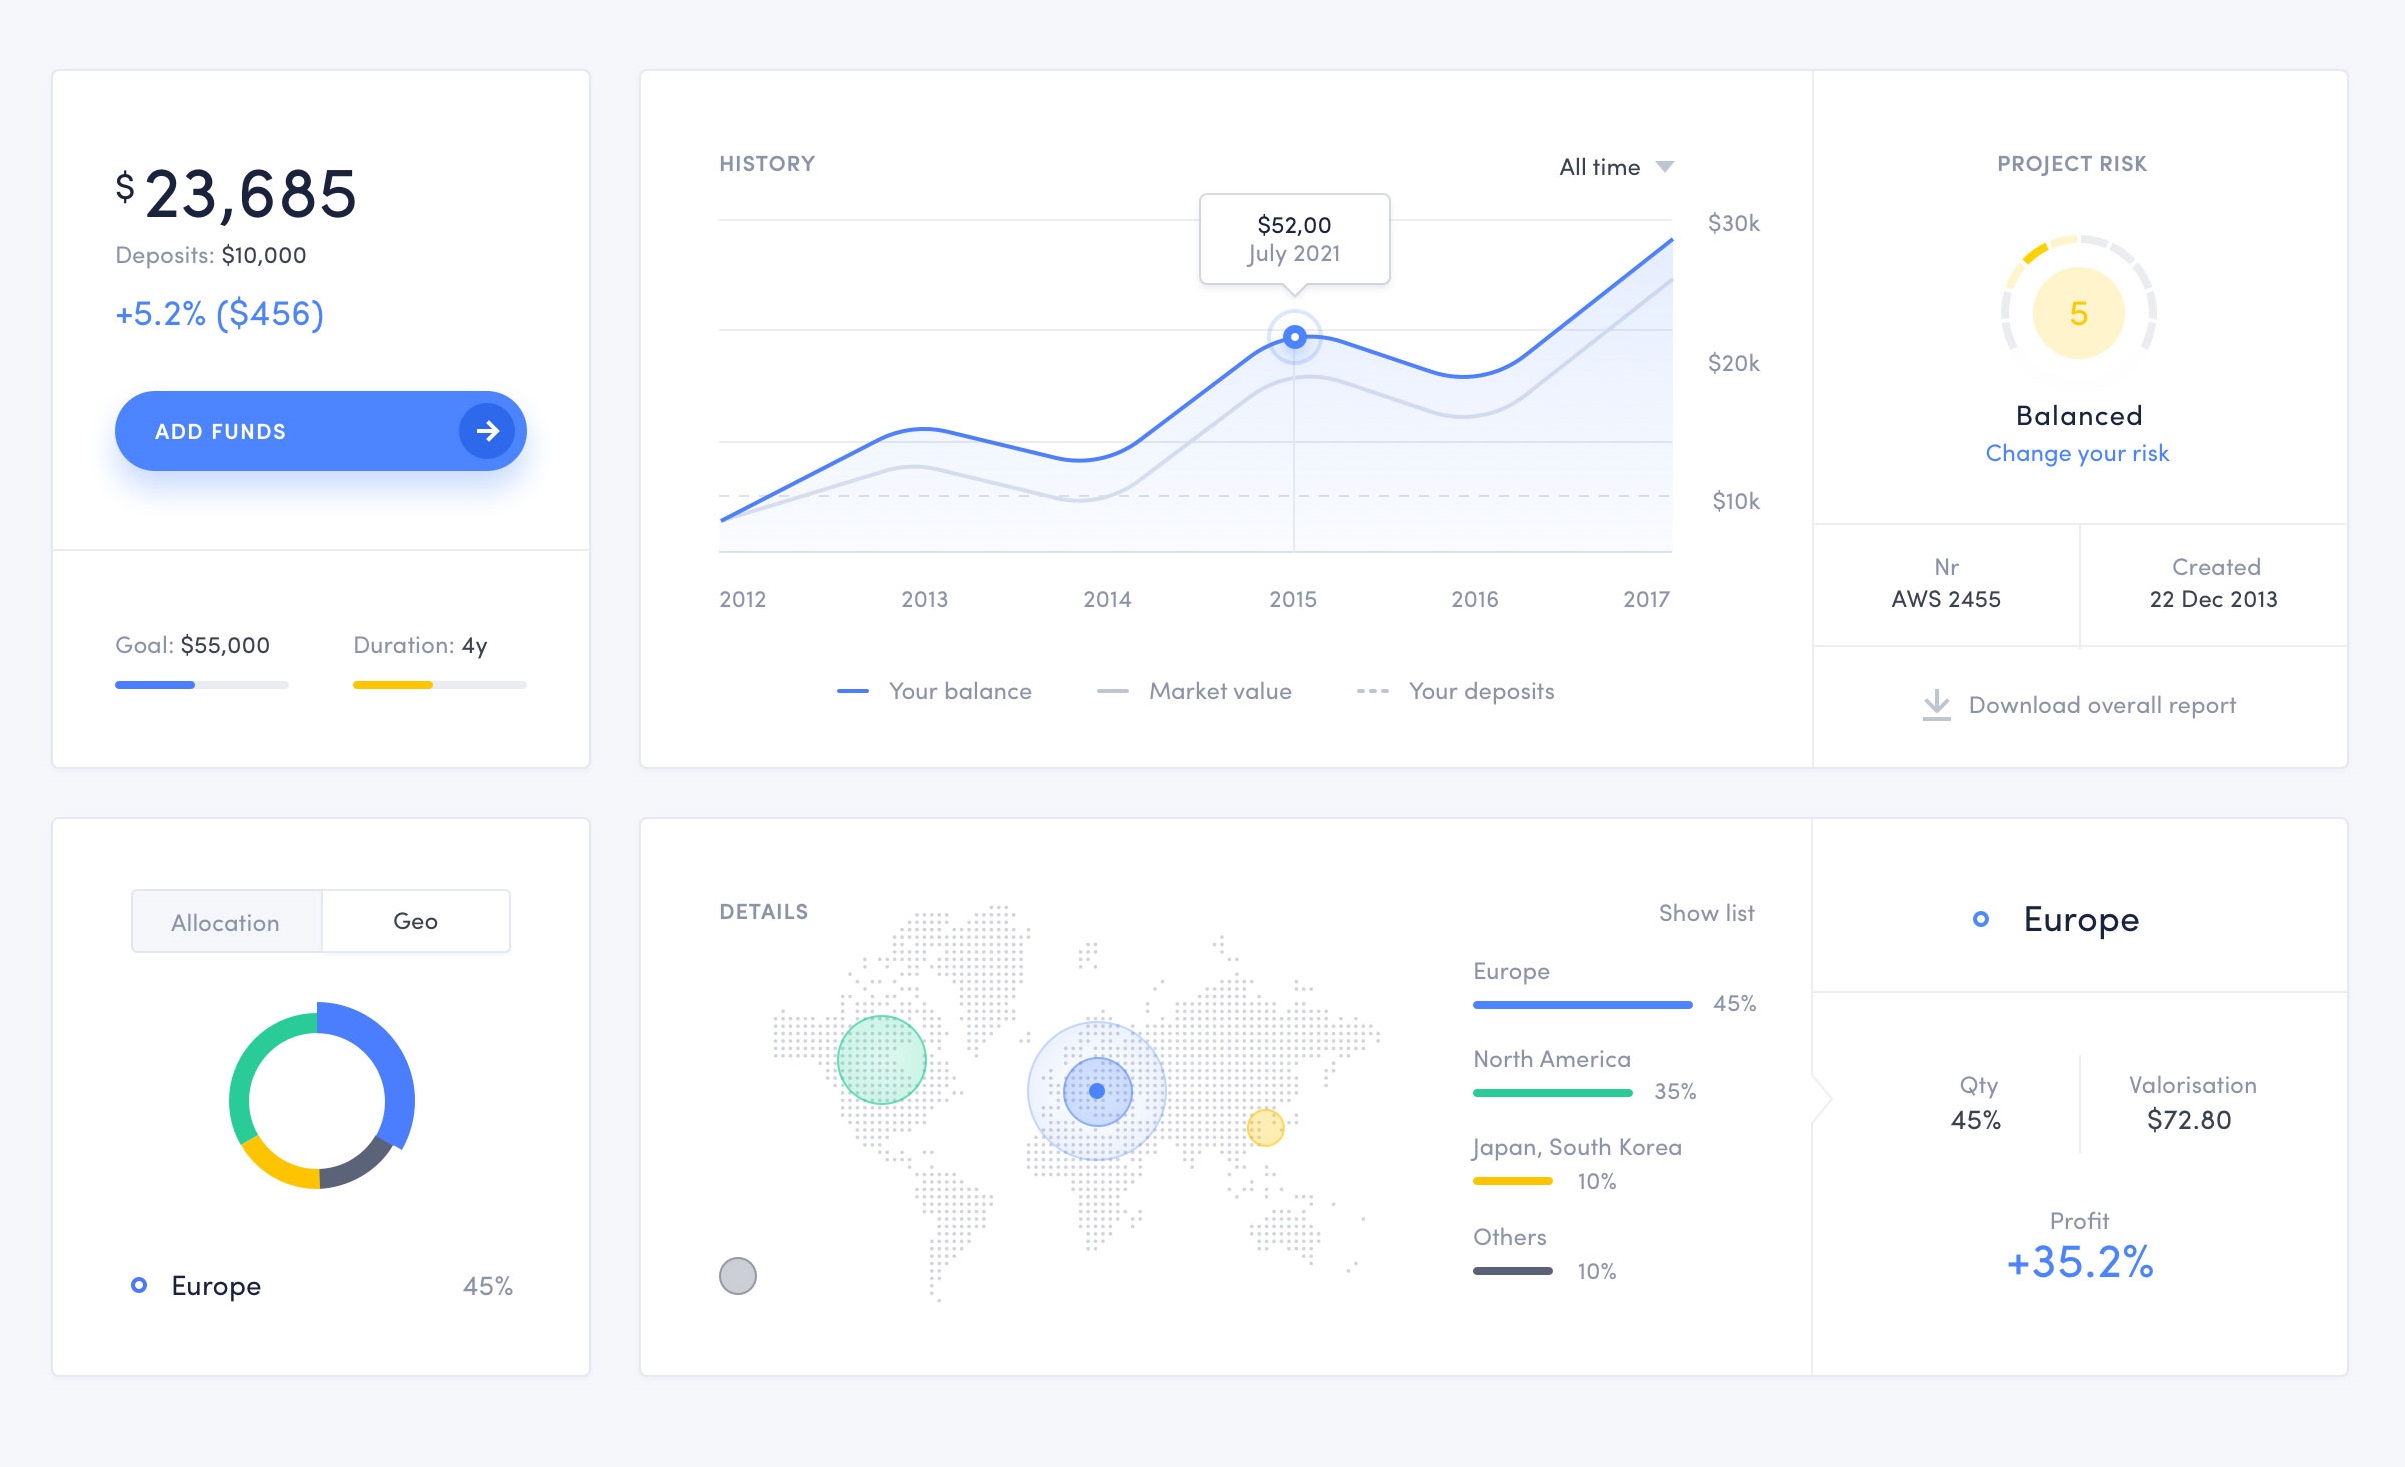 $23,685
Deposits: $10,000
+5.2% ($456)
ADD FUNDS
Goal: $55,000
Duration: 4y
HISTORY
All time
$52,00
July 2021
$30k
$20k
$10k
2012 2013 2014 2015 2016 2017
Your balance
Market value
Your deposits
PROJECT RISK
5
Balanced
Change your risk
Nr
AWS 2455
Created
22 Dec 2013
Download overall report
Allocation
Geo
Europe 45%
DETAILS
Show list
Europe
45%
North America
35%
Japan, South Korea
10%
Others
10%
Europe
Qty
45%
Valorisation
$72.80
Profit
+35.2%